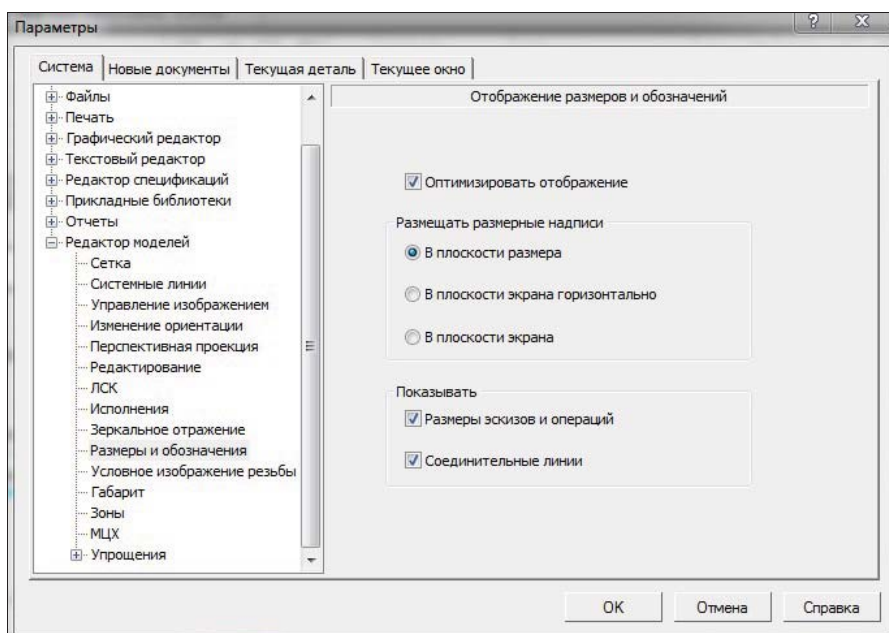 Параметры
Система
Новые документы
Текущая деталь
Текущее окно
Файлы
Печать
Графический редактор
Текстовый редактор
Редактор спецификаций
Прикладные библиотеки
Отчеты
Редактор моделей
Сетка
Системные линии
Управление изображением
Изменение ориентации
Перспективная проекция
Редактирование
ЛСК
Исполнения
Зеркальное отражение
Размеры и обозначения
Условное изображение резьбы
Габарит
Зоны
МЦХ
Упрощения
Отображение размеров и обозначений
Оптимизировать отображение
Размещать размерные надписи
В плоскости размера
В плоскости экрана горизонтально
В плоскости экрана
Показывать
Размеры эскизов и операций
Соединительные линии
OK
Отмена
Справка